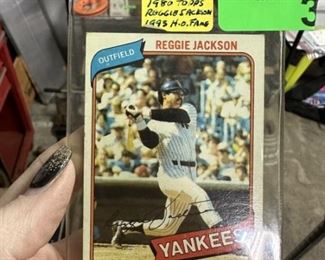 1980 TOPPS
REGGIE JACKSON
1993 H.O. FAME
3
REGGIE JACKSON
OUTFIELD
YANKEES